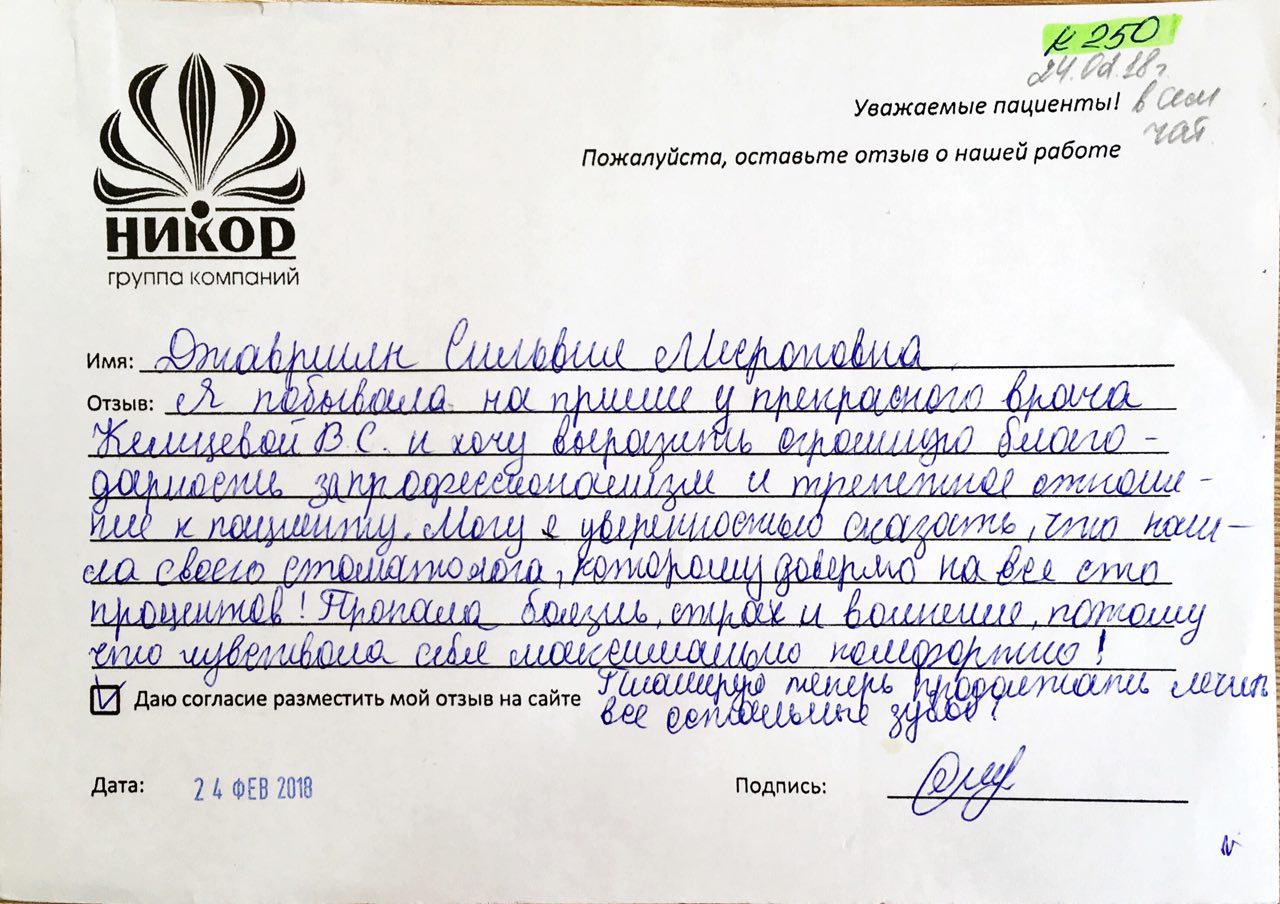 к 250
24.02.18г.
Уважаемые пациенты! в сем
чат
Пожалуйста, оставьте отзыв о нашей работе
НИКОР
группа компаний
Имя: Джавриян Сильвия Месроповна
Отзыв: Я побывала на приеме у прекрасного врача
Келицевой В.С. и хочу выразить огромную благо-
дарность за профессионализм и трепетное отноше-
ние к пациенту. Могу с уверенностью сказать, что наш-
ла своего стоматолога, которому доверяю на все сто
процентов! Пропала боязнь, страх и волнение, потому
что чувствовала себя максимально комфортно!
Даю согласие разместить мой отзыв на сайте Планирую теперь продолжать лечить
все остальные зубы!
Дата: 24 ФЕВ 2018 Подпись: